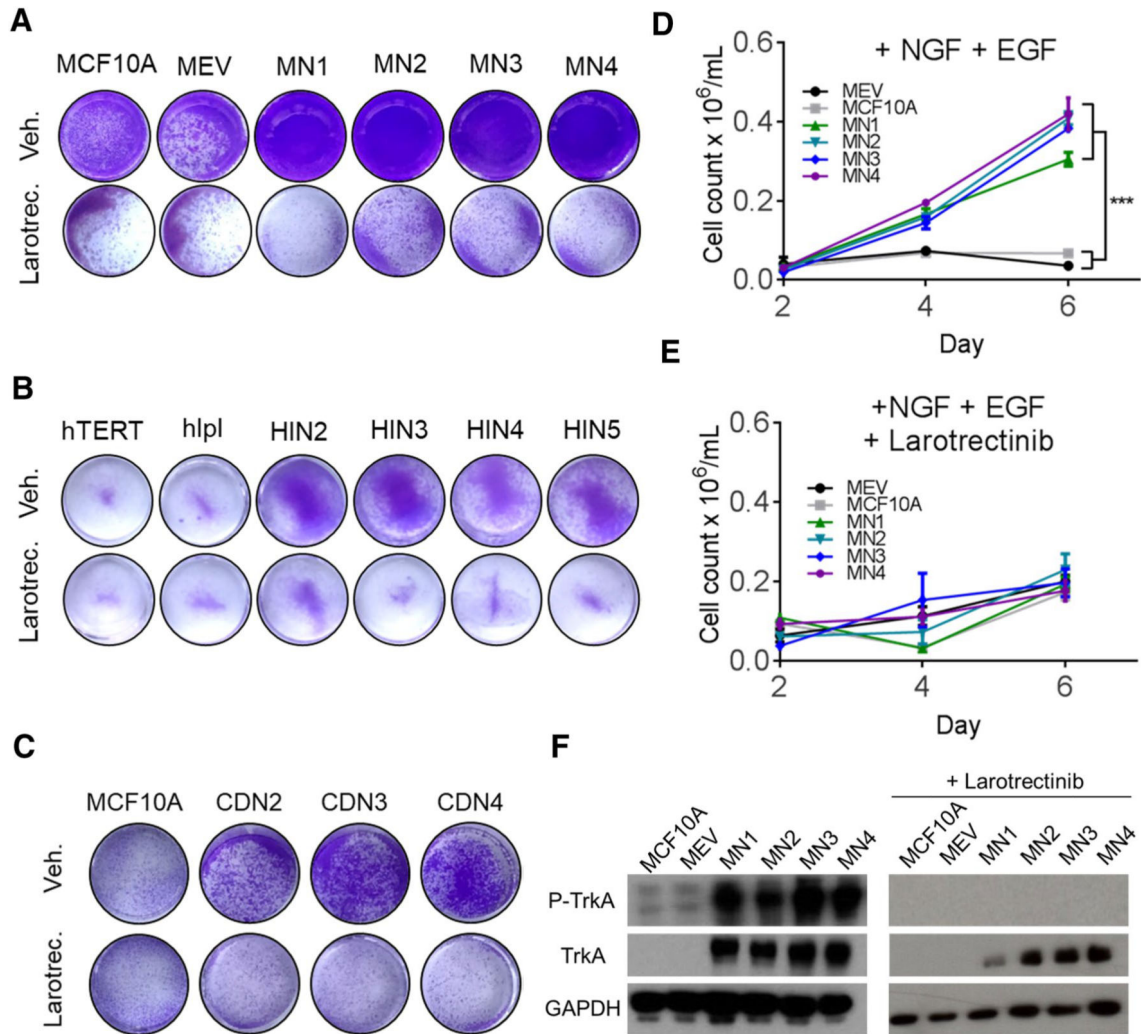 A
MCF10A MEV MN1 MN2 MN3 MN4
Veh.
Larotrec.
B
hTERT hIpI HIN2 HIN3 HIN4 HIN5
Veh.
Larotrec.
C
MCF10A CDN2 CDN3 CDN4
Veh.
Larotrec.
D
+ NGF + EGF
Cell count x 10⁶/mL
0.6
0.4
0.2
0.0
MEV
MCF10A
MN1
MN2
MN3
MN4
***
2 4 6
Day
E
+NGF + EGF
+ Larotrectinib
Cell count x 10⁶/mL
0.6
0.4
0.2
0.0
MEV
MCF10A
MN1
MN2
MN3
MN4
2 4 6
Day
F
+ Larotrectinib
MCF10A MEV MN1 MN2 MN3 MN4 MCF10A MEV MN1 MN2 MN3 MN4
P-TrkA
TrkA
GAPDH